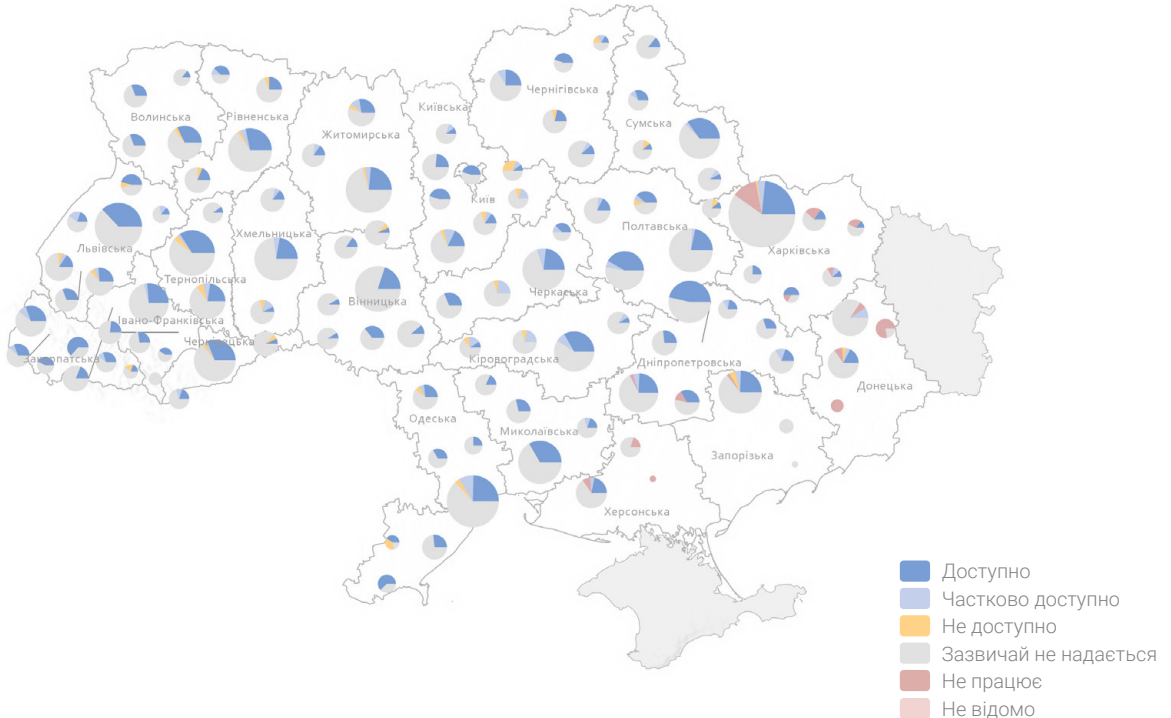 Чернігівська
Київська
Волинська
Рівненська
Житомирська
Сумська
Київ
Полтавська
Львівська
Хмельницька
Харківська
Тернопільська
Вінницька
Черкаська
Івано-Франківська
Чернівецька
Закарпатська
Кіровоградська
Дніпропетровська
Донецька
Одеська
Миколаївська
Запорізька
Херсонська
Доступно
Частково доступно
Не доступно
Зазвичай не надається
Не працює
Не відомо